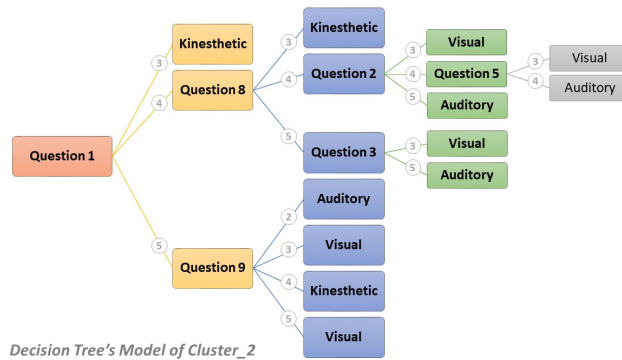 Question 1
3
4
5
Kinesthetic
Question 8
Question 9
3
4
5
2
3
4
5
Kinesthetic
Question 2
Question 3
Auditory
Visual
Kinesthetic
Visual
3
4
5
3
5
Visual
Question 5
Auditory
Visual
Auditory
3
4
Visual
Auditory
Decision Tree's Model of Cluster_2